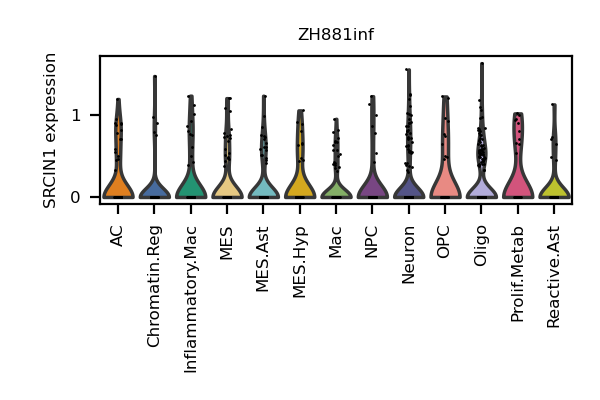 ZH881inf
SRCIN1 expression
1
0
AC
Chromatin.Reg
Inflammatory.Mac
MES
MES.Ast
MES.Hyp
Mac
NPC
Neuron
OPC
Oligo
Prolif.Metab
Reactive.Ast